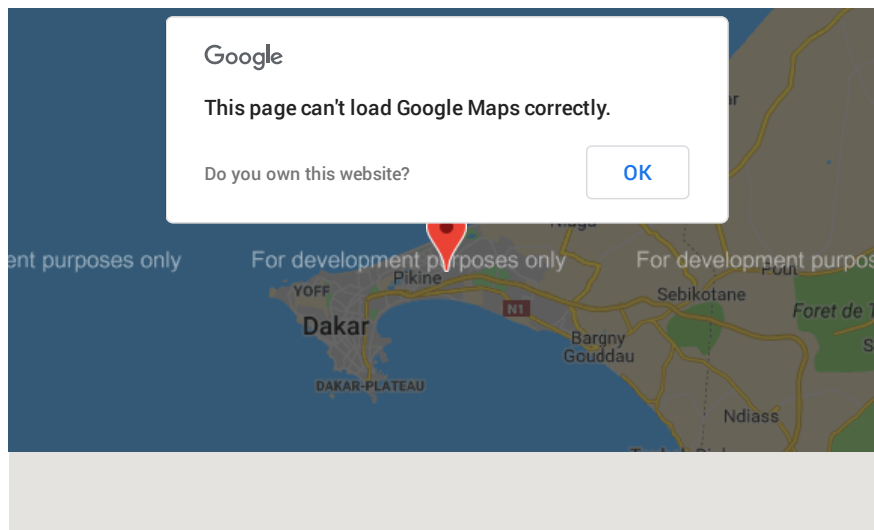 Google
This page can't load Google Maps correctly.
Do you own this website?
OK
ent purposes only
For development purposes only
For development purpos
Pout
Pikine
YOFF
Sebikotane
N1
Foret de T
Dakar
Bargny
Gouddau
S
DAKAR-PLATEAU
Ndiass